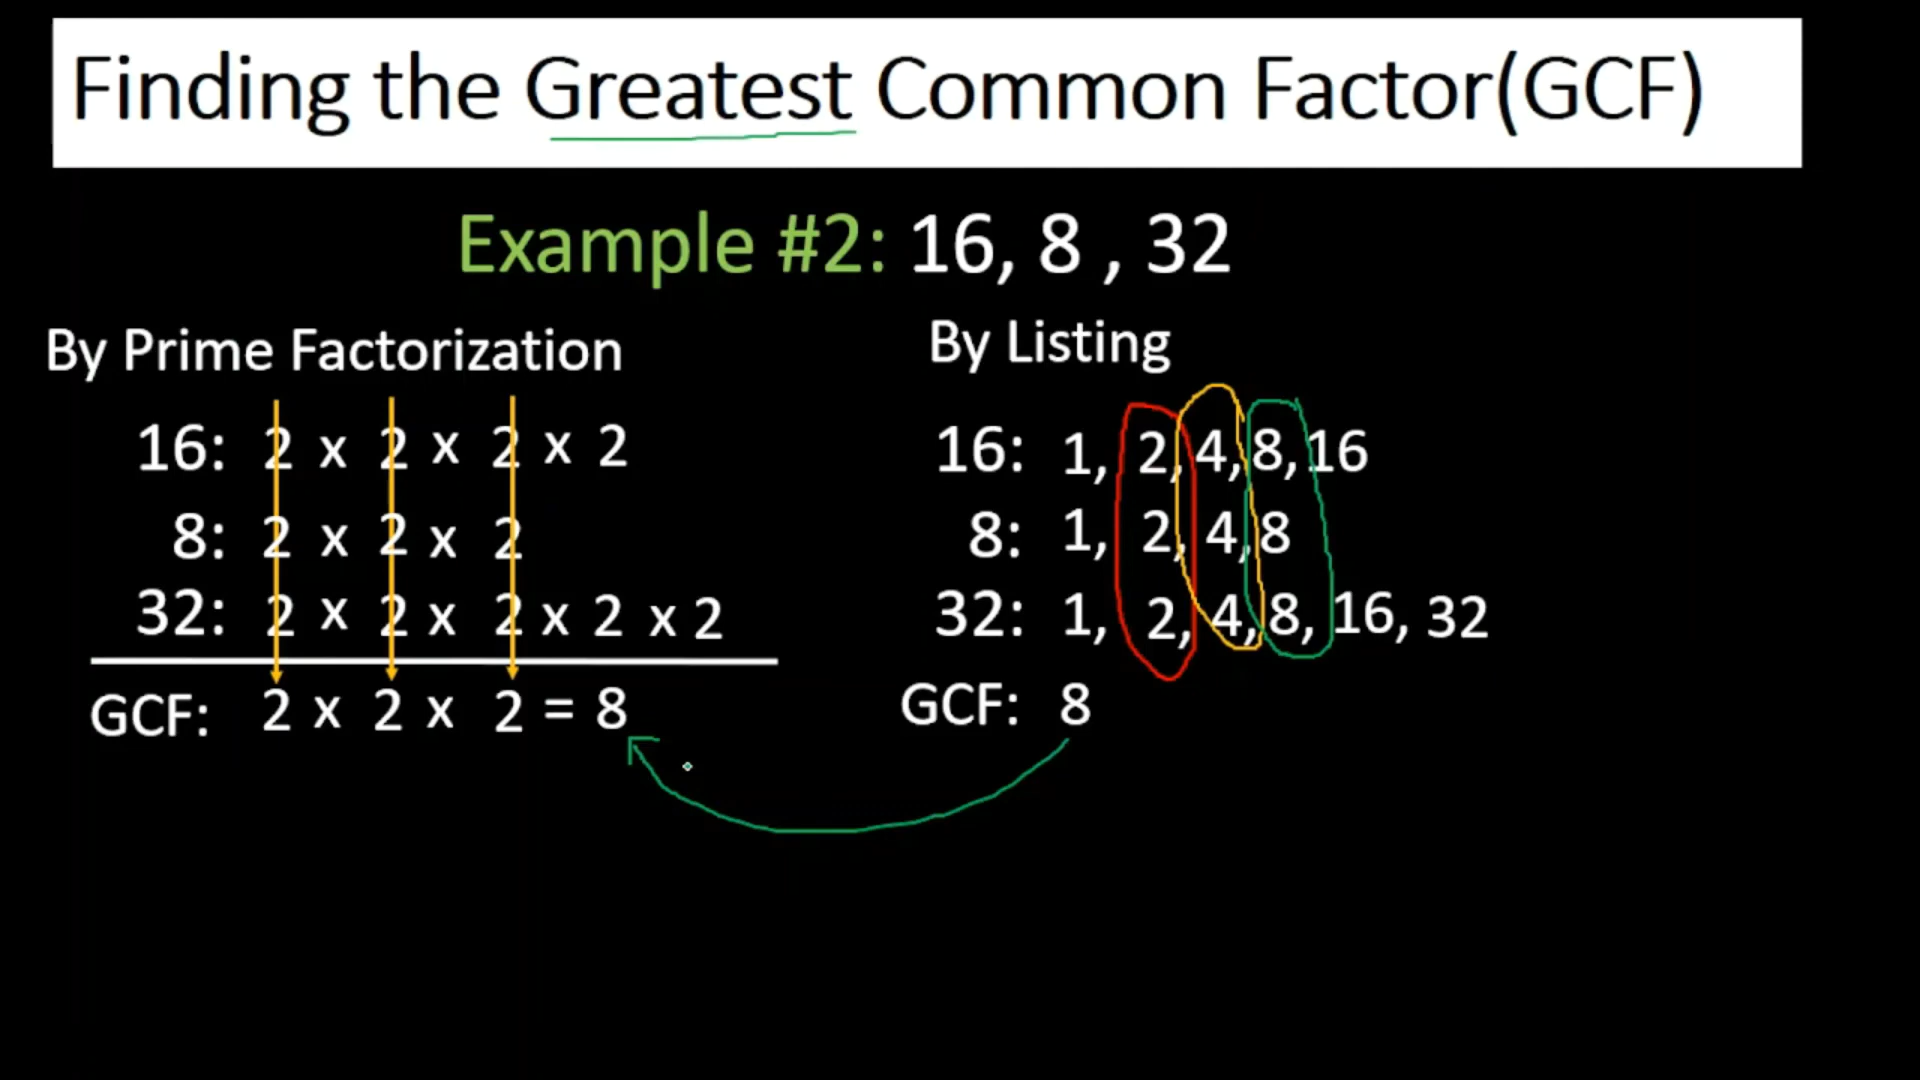 Finding the Greatest Common Factor(GCF)
Example #2: 16, 8 , 32
By Prime Factorization
16: 2 x 2 x 2 x 2
8: 2 x 2 x 2
32: 2 x 2 x 2 x 2 x 2
GCF: 2 x 2 x 2 = 8
By Listing
16: 1, 2, 4, 8, 16
8: 1, 2, 4, 8
32: 1, 2, 4, 8, 16, 32
GCF: 8